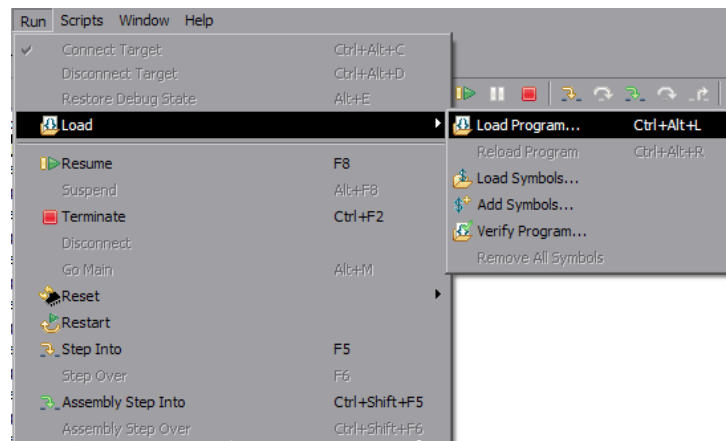 Run Scripts Window Help
Connect Target Ctrl+Alt+C
Disconnect Target Ctrl+Alt+D
Restore Debug State Alt+E
Load
Resume F8
Suspend Alt+F8
Terminate Ctrl+F2
Disconnect
Go Main Alt+M
Reset
Restart
Step Into F5
Step Over F6
Assembly Step Into Ctrl+Shift+F5
Assembly Step Over Ctrl+Shift+F6
Load Program... Ctrl+Alt+L
Reload Program Ctrl+Alt+R
Load Symbols...
Add Symbols...
Verify Program...
Remove All Symbols